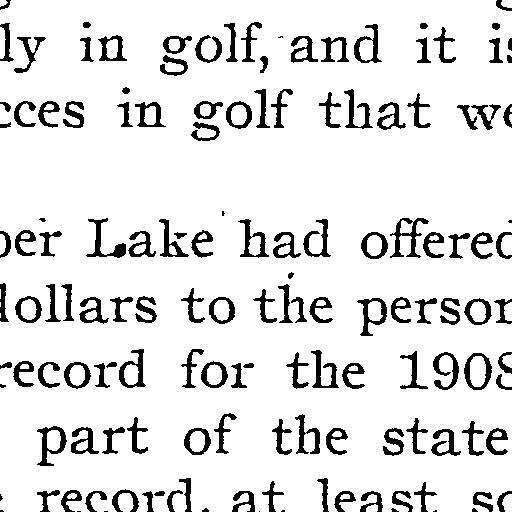 ly in golf, and it is
cces in golf that we
per Lake had offered
dollars to the person
record for the 1908
part of the state
record, at least so